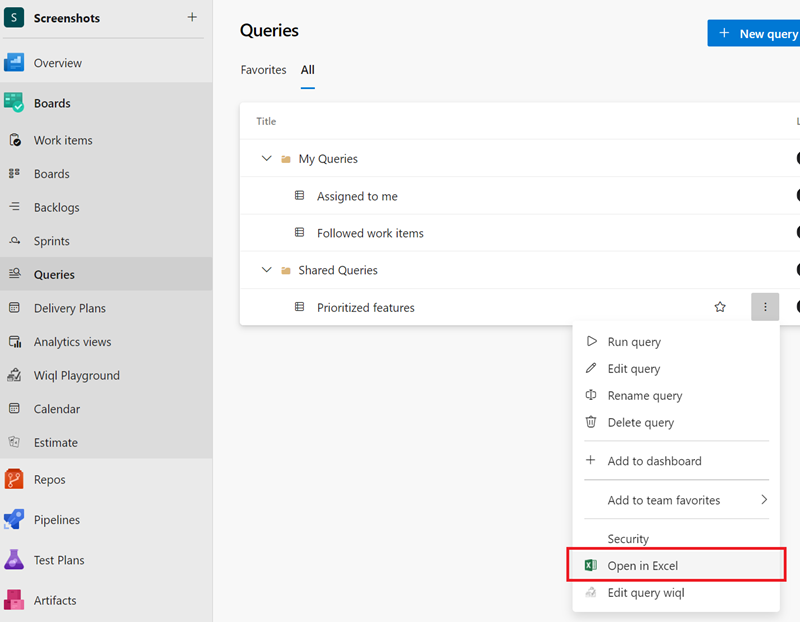 S Screenshots +
Overview
Boards
Work items
Boards
Backlogs
Sprints
Queries
Delivery Plans
Analytics views
Wiql Playground
Calendar
Estimate
Repos
Pipelines
Test Plans
Artifacts
Queries
+ New query
Favorites All
Title L
My Queries
Assigned to me
Followed work items
Shared Queries
Prioritized features
Run query
Edit query
Rename query
Delete query
+ Add to dashboard
Add to team favorites
Security
Open in Excel
Edit query wiql